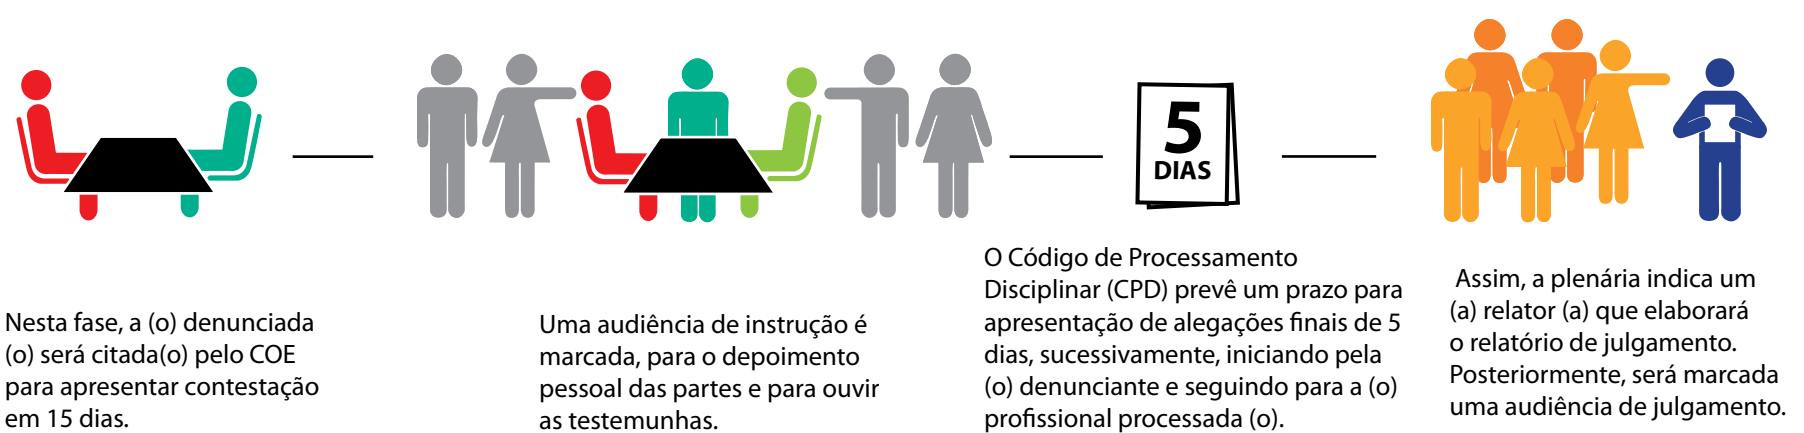 Nesta fase, a (o) denunciada
(o) será citada(o) pelo COE
para apresentar contestação
em 15 dias.
Uma audiência de instrução é
marcada, para o depoimento
pessoal das partes e para ouvir
as testemunhas.
5
DIAS
O Código de Processamento
Disciplinar (CPD) prevê um prazo para
apresentação de alegações finais de 5
dias, sucessivamente, iniciando pela
(o) denunciante e seguindo para a (o)
profissional processada (o).
Assim, a plenária indica um
(a) relator (a) que elaborará
o relatório de julgamento.
Posteriormente, será marcada
uma audiência de julgamento.